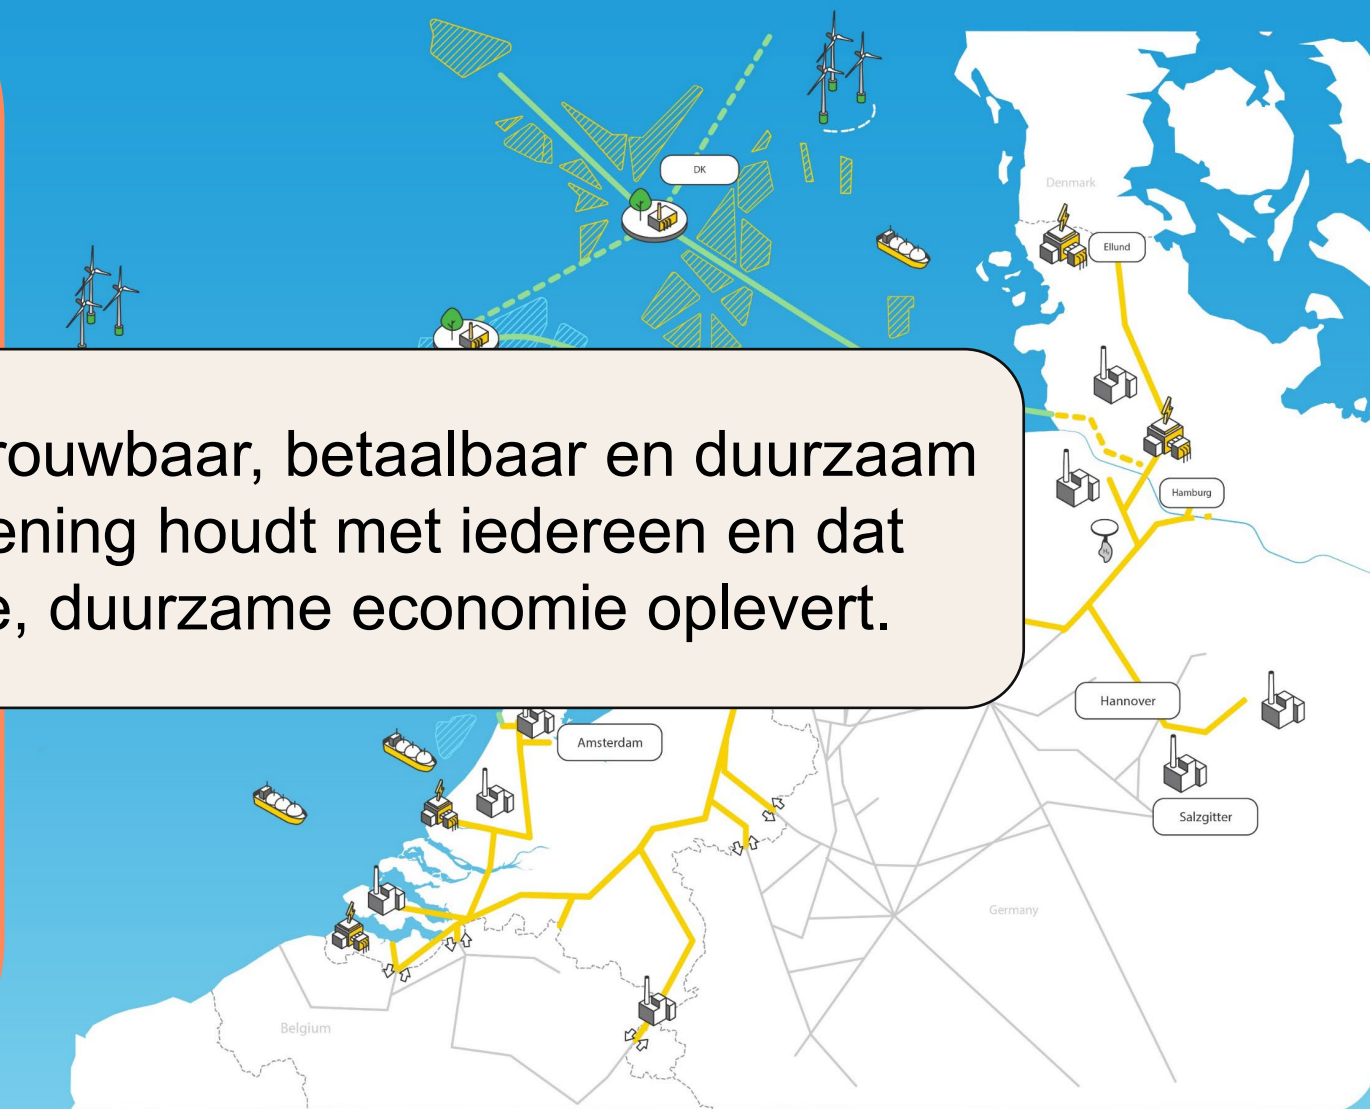 DK
Denmark
Ellund
rouwbaar, betaalbaar en duurzaam
ening houdt met iedereen en dat
e, duurzame economie oplevert.
Hamburg
H₂
Hannover
Amsterdam
Salzgitter
Germany
Belgium